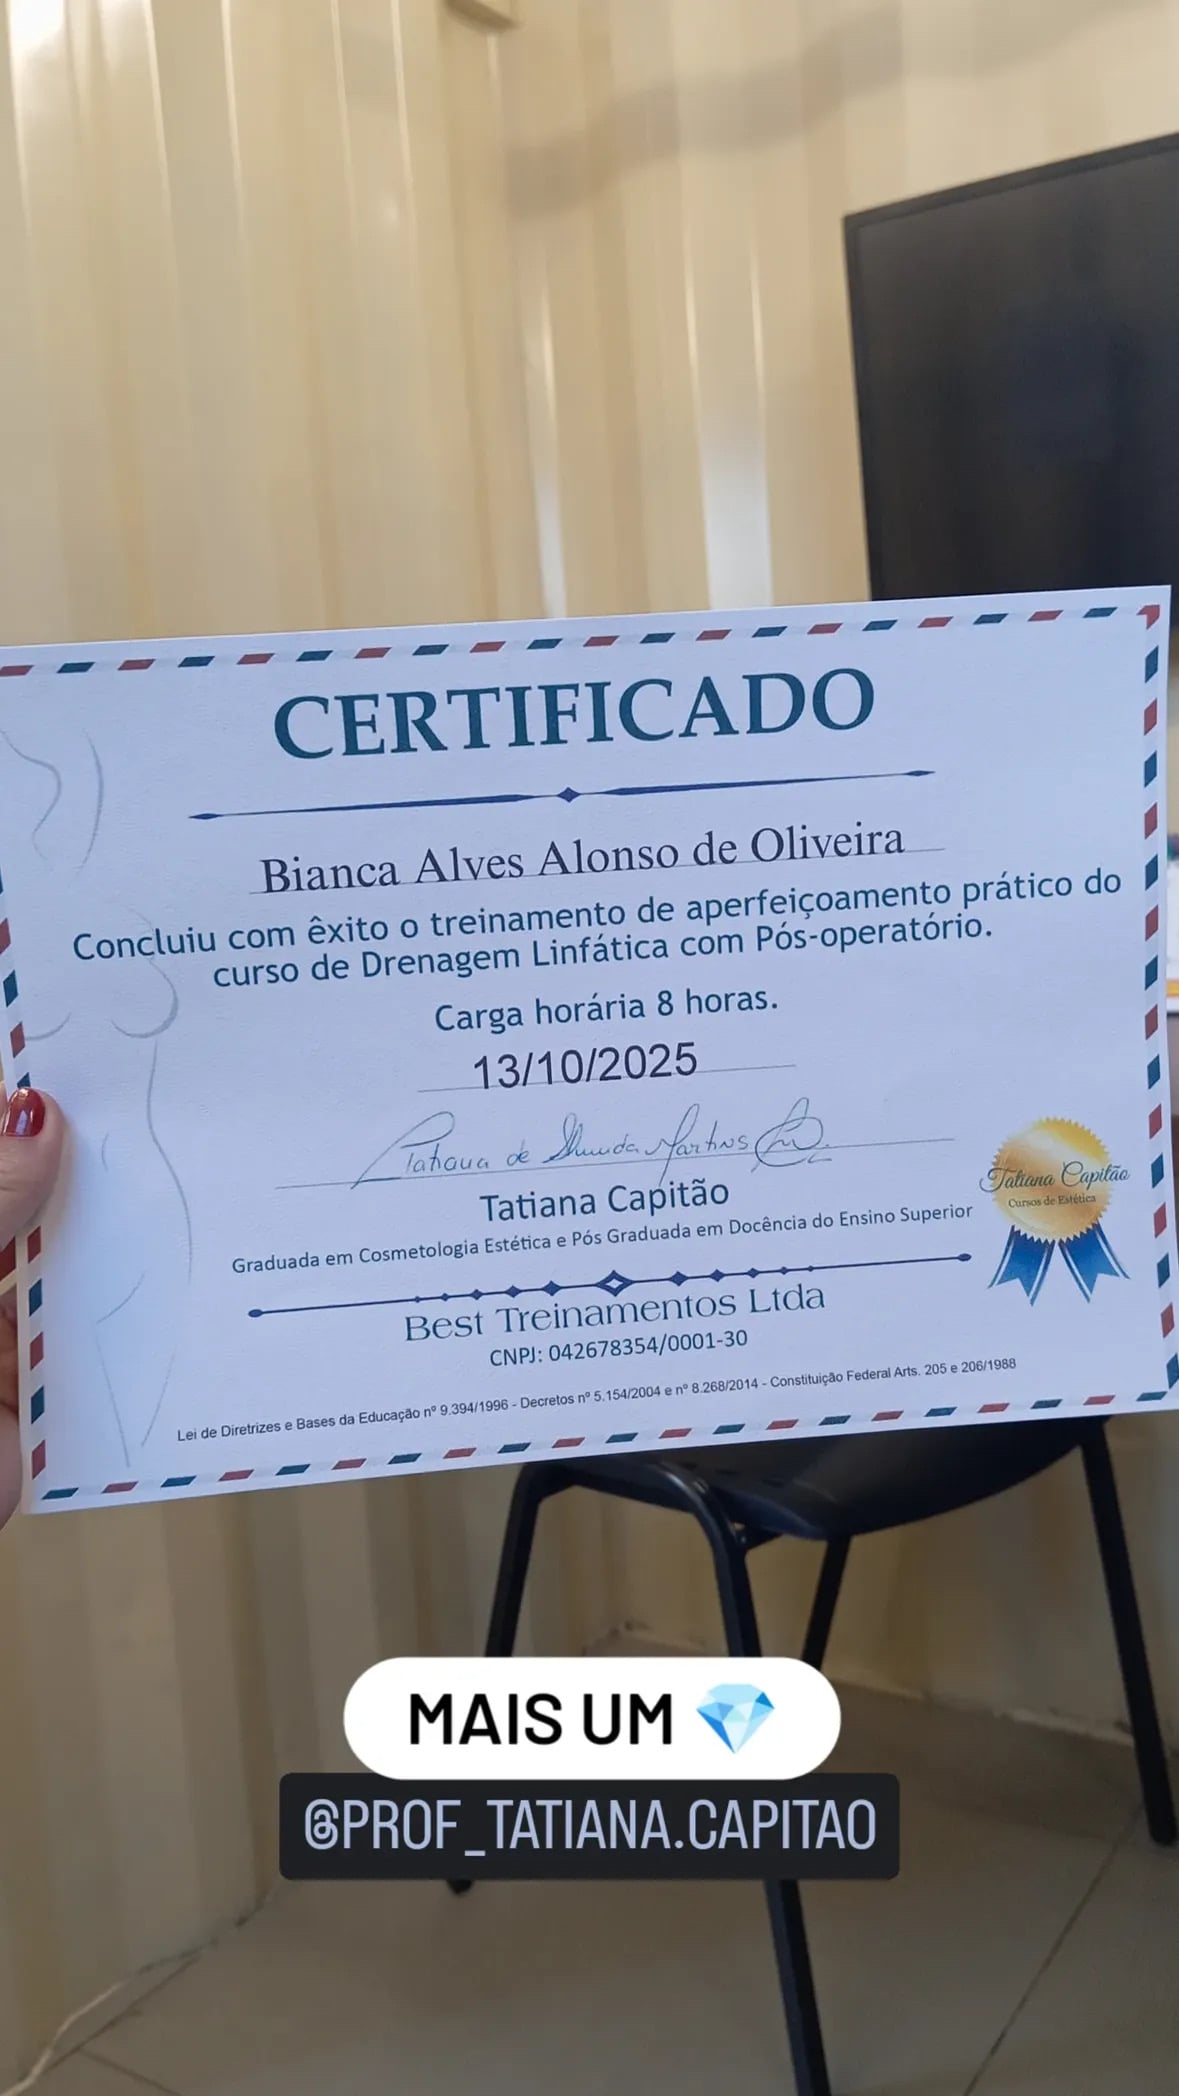 CERTIFICADO
Bianca Alves Alonso de Oliveira
Concluiu com êxito o treinamento de aperfeiçoamento prático do
curso de Drenagem Linfática com Pós-operatório.
Carga horária 8 horas.
13/10/2025
Tatiana de Almeida Martins
Tatiana Capitão
Graduada em Cosmetologia Estética e Pós Graduada em Docência do Ensino Superior
Tatiana Capitão
Cursos de Estética
Best Treinamentos Ltda
CNPJ: 042678354/0001-30
Lei de Diretrizes e Bases da Educação nº 9.394/1996 - Decretos nº 5.154/2004 e nº 8.268/2014 - Constituição Federal Arts. 205 e 206/1988
MAIS UM 💎
@PROF_TATIANA.CAPITAO